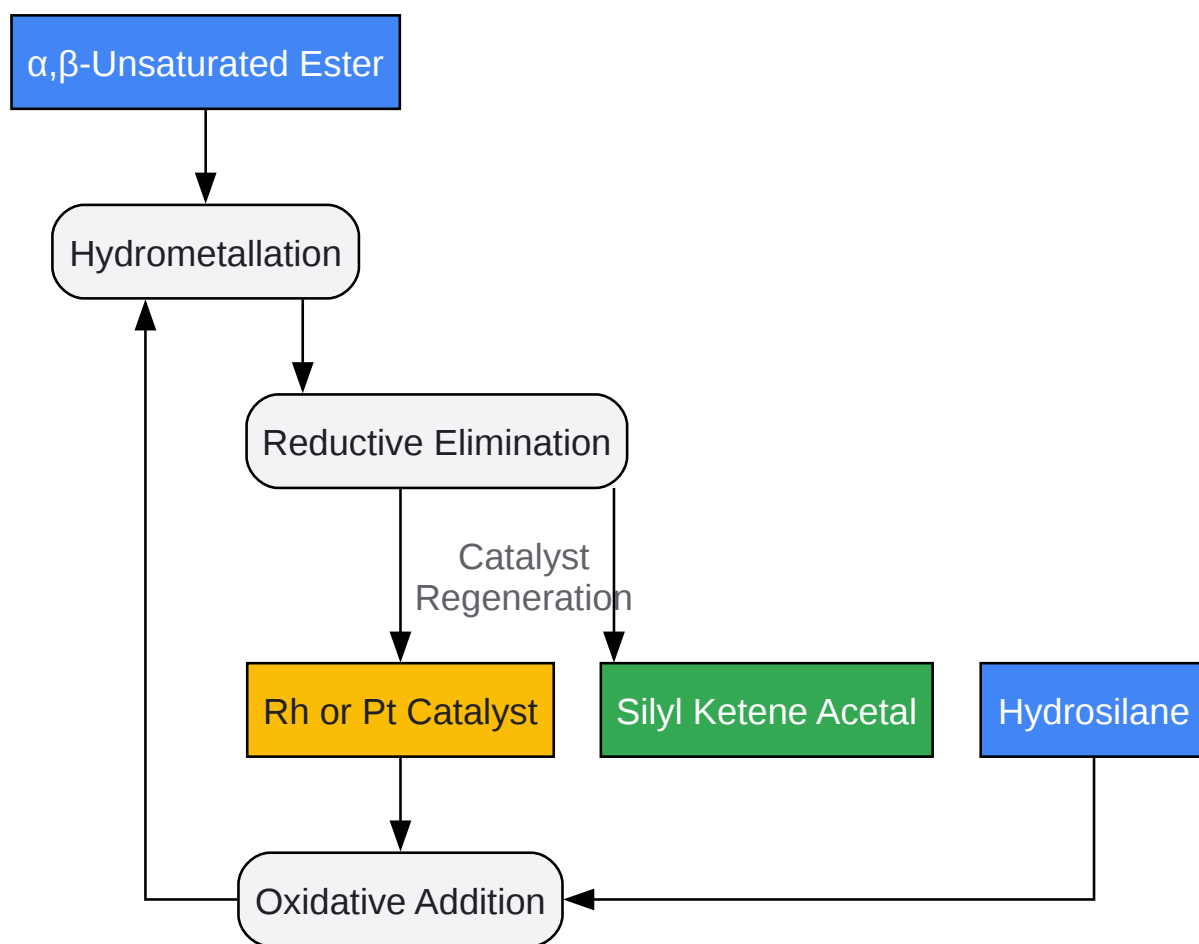 α,β-Unsaturated Ester
Hydrometallation
Reductive Elimination
Catalyst
Regeneration
Rh or Pt Catalyst
Silyl Ketene Acetal
Hydrosilane
Oxidative Addition